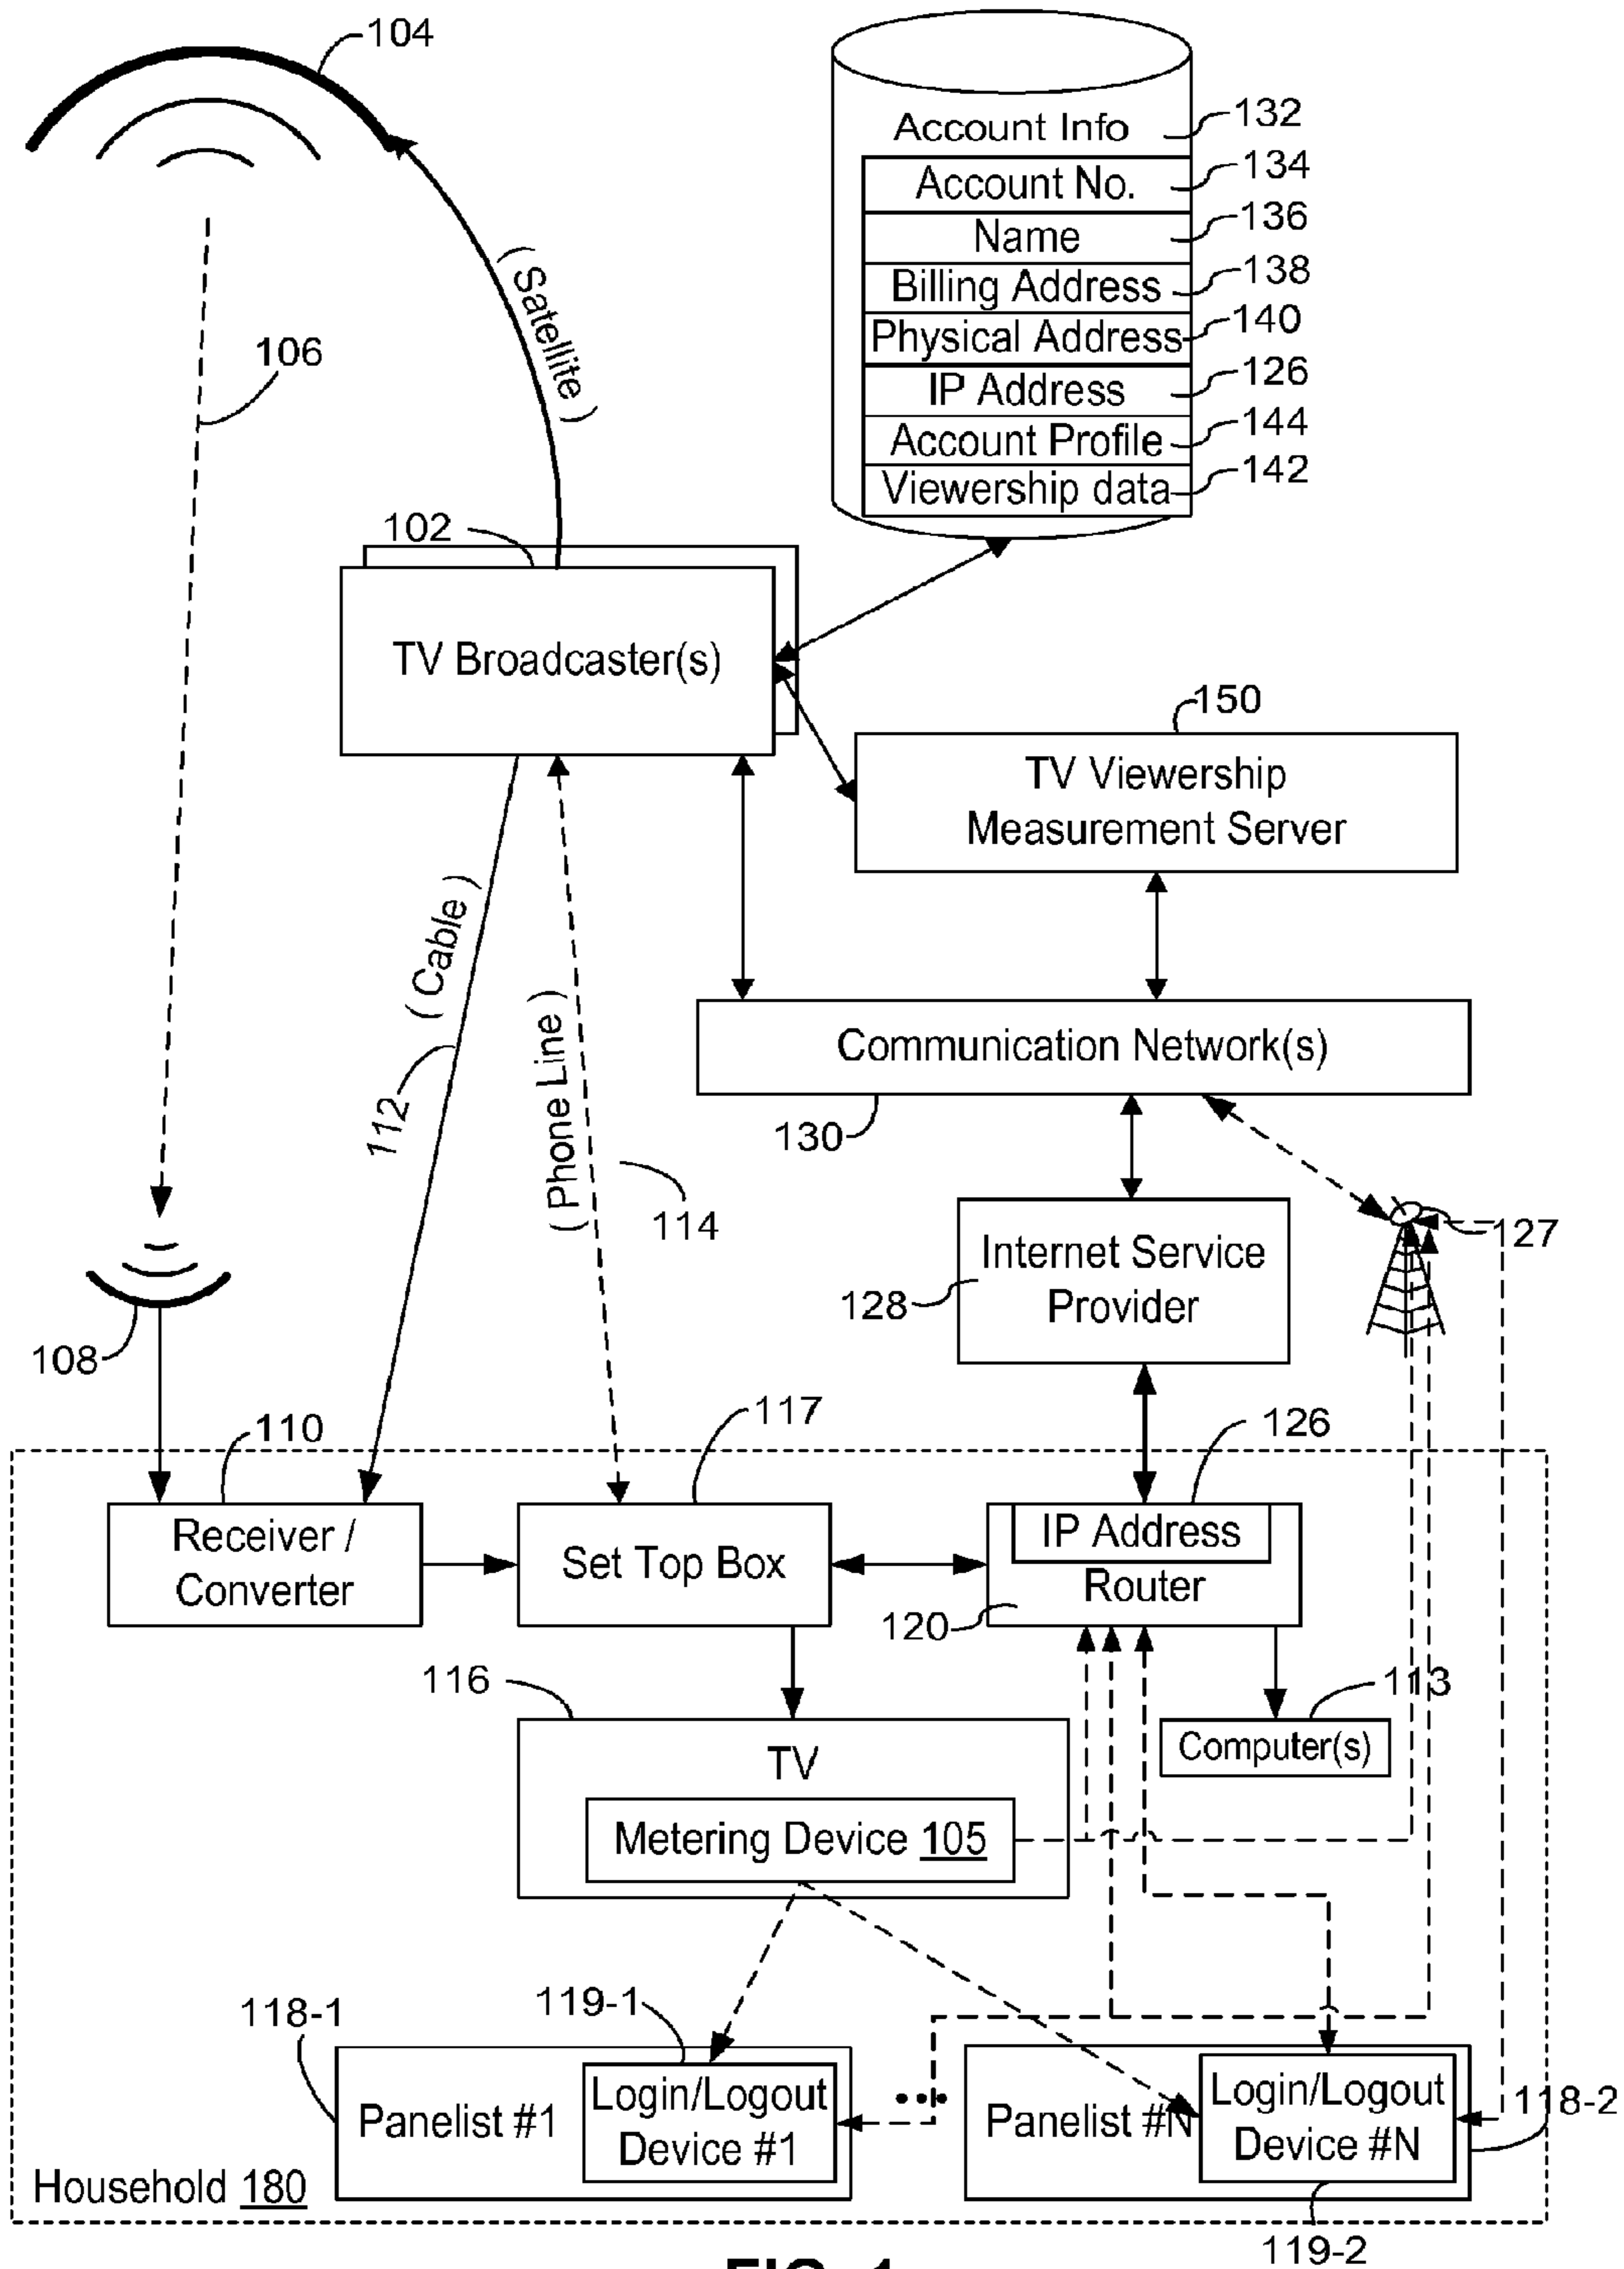 104
Account Info
132
Account No.
134
Name
136
Billing Address
138
Physical Address
140
IP Address
126
Account Profile
144
Viewership data
142
( Satellite )
106
102
TV Broadcaster(s)
150
TV Viewership
Measurement Server
( Cable )
112
( Phone Line )
114
Communication Network(s)
130
127
Internet Service
Provider
128
108
110
117
126
Receiver /
Converter
Set Top Box
IP Address
Router
120
116
113
TV
Computer(s)
Metering Device 105
118-1
119-1
Panelist #1
Login/Logout
Device #1
...
Panelist #N
Login/Logout
Device #N
118-2
Household 180
119-2
FIG. 1